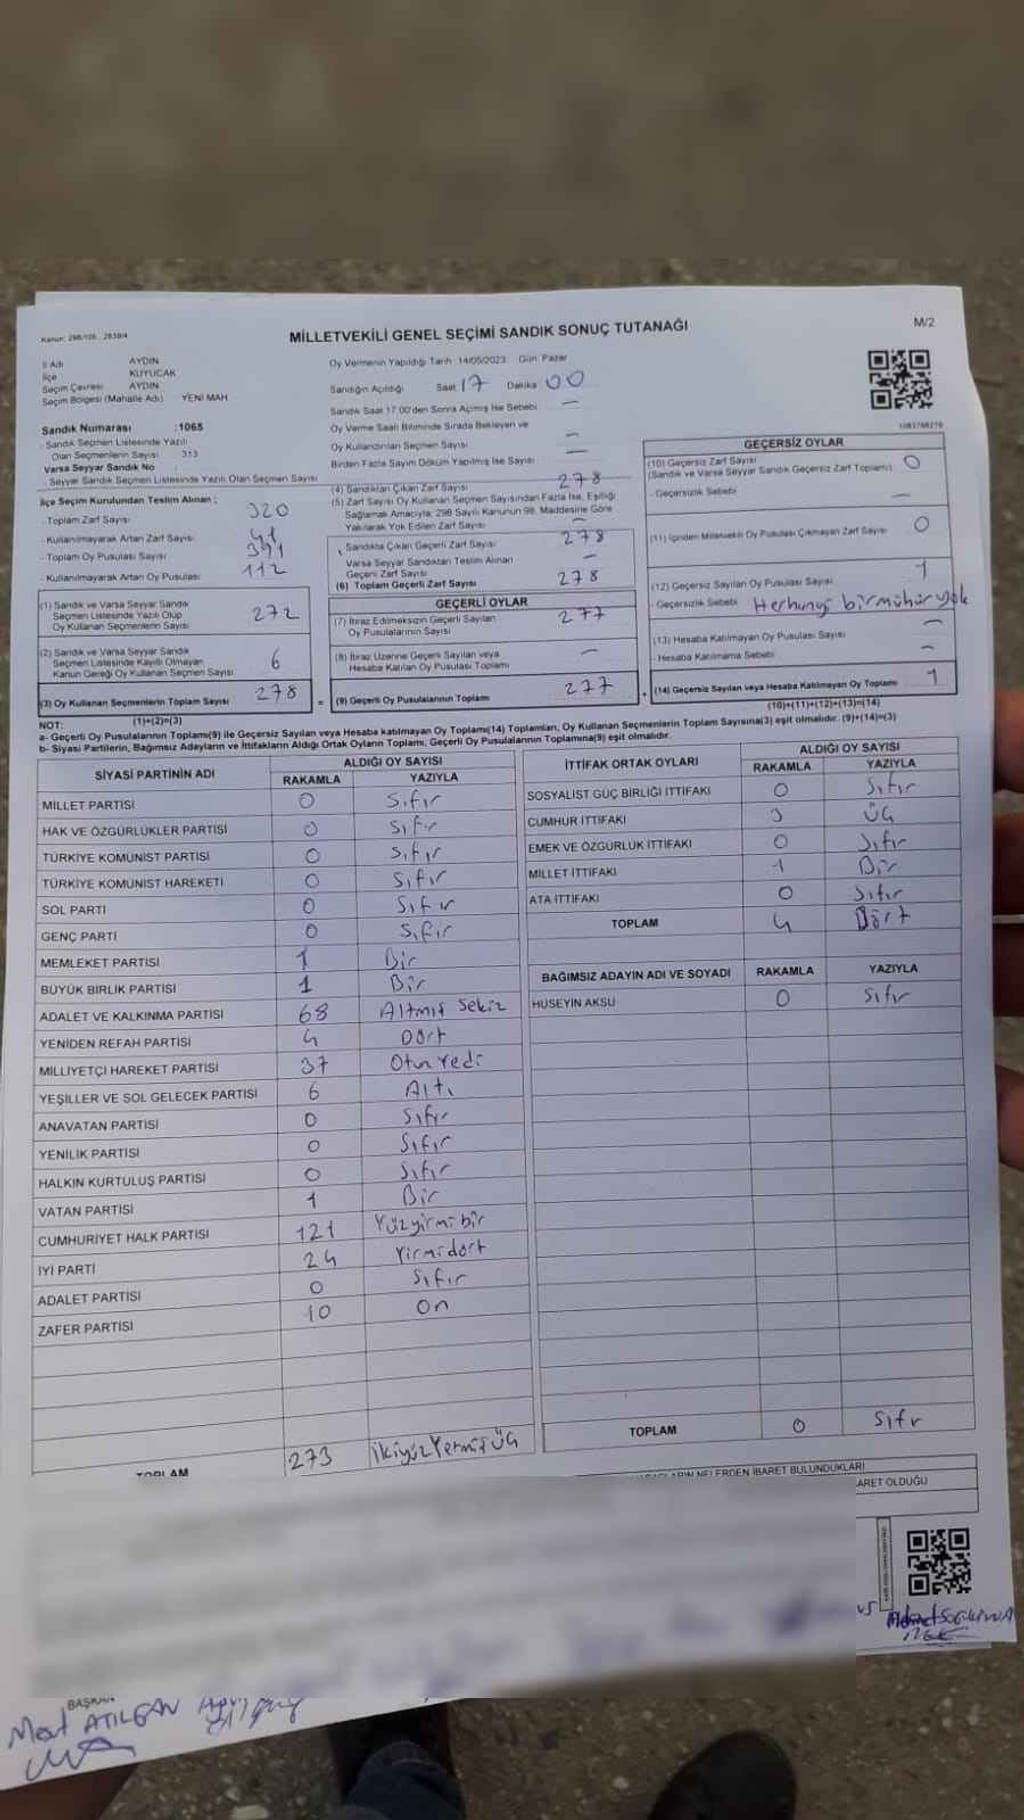 Kanun: 298/105 - 2839/4
MİLLETVEKİLİ GENEL SEÇİMİ SANDIK SONUÇ TUTANAĞI
M/2
İl Adı AYDIN
İlçe KUYUCAK
Seçim Çevresi AYDIN
Seçim Bölgesi (Mahalle Adı) YENİ MAH
Sandık Numarası :1065
- Sandık Seçmen Listesinde Yazılı
Olan Seçmenlerin Sayısı 313
Varsa Seyyar Sandık No :
- Seyyar Sandık Seçmen Listesinde Yazılı Olan Seçmen Sayısı
Oy Vermenin Yapıldığı Tarih :14/05/2023 Gün: Pazar
Sandığın Açıldığı Saat 17 Dakika 00
Sandık Saat 17:00'den Sonra Açmış İse Sebebi —
Oy Verme Saati Bitiminde Sırada Bekleyen ve
Oy Kullandırılan Seçmen Sayısı —
Birden Fazla Sayım Döküm Yapılmış İse Sayısı —
İlçe Seçim Kurulundan Teslim Alınan :
- Toplam Zarf Sayısı 320
- Kullanılmayarak Artan Zarf Sayısı
- Toplam Oy Pusulası Sayısı
- Kullanılmayarak Artan Oy Pusulası 112
(1) Sandık ve Varsa Seyyar Sandık
Seçmen Listesinde Yazılı Olup
Oy Kullanan Seçmenlerin Sayısı 272
(2) Sandık ve Varsa Seyyar Sandık
Seçmen Listesinde Kayıtlı Olmayan
Kanun Gereği Oy Kullanan Seçmen Sayısı 6
(3) Oy Kullanan Seçmenlerin Toplam Sayısı 278
(1)+(2)=(3)
(4) Sandıktan Çıkan Zarf Sayısı 278
(5) Zarf Sayısı Oy Kullanan Seçmen Sayısından Fazla İse, Eşitliği
Sağlamak Amacıyla; 298 Sayılı Kanunun 98. Maddesine Göre
Yakılarak Yok Edilen Zarf Sayısı —
Sandıkta Çıkan Geçerli Zarf Sayısı 278
Varsa Seyyar Sandıktan Teslim Alınan
Geçerli Zarf Sayısı —
(6) Toplam Geçerli Zarf Sayısı 278
GEÇERLİ OYLAR
(7) İtiraz Edilmeksizin Geçerli Sayılan
Oy Pusulalarının Sayısı 277
(8) İtiraz Üzerine Geçerli Sayılan veya
Hesaba Katılan Oy Pusulası Toplamı —
= (9) Geçerli Oy Pusulalarının Toplamı 277
GEÇERSİZ OYLAR
(10) Geçersiz Zarf Sayısı 0
(Sandık ve Varsa Seyyar Sandık Geçersiz Zarf Toplamı)
- Geçersizlik Sebebi —
(11) İçinden Milletvekili Oy Pusulası Çıkmayan Zarf Sayısı 0
(12) Geçersiz Sayılan Oy Pusulası Sayısı 1
- Geçersizlik Sebebi Herhangi bir mühür yok
(13) Hesaba Katılmayan Oy Pusulası Sayısı —
- Hesaba Katılmama Sebebi —
+ (14) Geçersiz Sayılan veya Hesaba Katılmayan Oy Toplamı 1
(10)+(11)+(12)+(13)=(14)
NOT:
a- Geçerli Oy Pusulalarının Toplamı(9) ile Geçersiz Sayılan veya Hesaba katılmayan Oy Toplamı(14) Toplamları, Oy Kullanan Seçmenlerin Toplam Sayısına(3) eşit olmalıdır. (9)+(14)=(3)
b- Siyasi Partilerin, Bağımsız Adayların ve İttifakların Aldığı Ortak Oyların Toplamı, Geçerli Oy Pusulalarının Toplamına(9) eşit olmalıdır.
SİYASİ PARTİNİN ADI ALDIĞI OY SAYISI
RAKAMLA YAZIYLA
MİLLET PARTİSİ 0 Sıfır
HAK VE ÖZGÜRLÜKLER PARTİSİ 0 Sıfır
TÜRKİYE KOMÜNİST PARTİSİ 0 Sıfır
TÜRKİYE KOMÜNİST HAREKETİ 0 Sıfır
SOL PARTİ 0 Sıfır
GENÇ PARTİ 0 Sıfır
MEMLEKET PARTİSİ 1 Bir
BÜYÜK BİRLİK PARTİSİ 1 Bir
ADALET VE KALKINMA PARTİSİ 68 Altmış Sekiz
YENİDEN REFAH PARTİSİ 4 Dört
MİLLİYETÇİ HAREKET PARTİSİ 37 Otuz Yedi
YEŞİLLER VE SOL GELECEK PARTİSİ 6 Altı
ANAVATAN PARTİSİ 0 Sıfır
YENİLİK PARTİSİ 0 Sıfır
HALKIN KURTULUŞ PARTİSİ 0 Sıfır
VATAN PARTİSİ 1 Bir
CUMHURİYET HALK PARTİSİ 121 Yüzyirmibir
İYİ PARTİ 24 Yirmidört
ADALET PARTİSİ 0 Sıfır
ZAFER PARTİSİ 10 On
TOPLAM 273 İkiyüzYetmişÜç
İTTİFAK ORTAK OYLARI ALDIĞI OY SAYISI
RAKAMLA YAZIYLA
SOSYALİST GÜÇ BİRLİĞİ İTTİFAKI 0 Sıfır
CUMHUR İTTİFAKI 3 Üç
EMEK VE ÖZGÜRLÜK İTTİFAKI 0 Sıfır
MİLLET İTTİFAKI 1 Bir
ATA İTTİFAKI 0 Sıfır
TOPLAM 4 Dört
BAĞIMSIZ ADAYIN ADI VE SOYADI RAKAMLA YAZIYLA
HÜSEYİN AKSU 0 Sıfır
TOPLAM 0 Sıfır
NELERDEN İBARET BULUNDUKLARI
ARET OLDUĞU
BAŞKAN
Mert ATILGAN